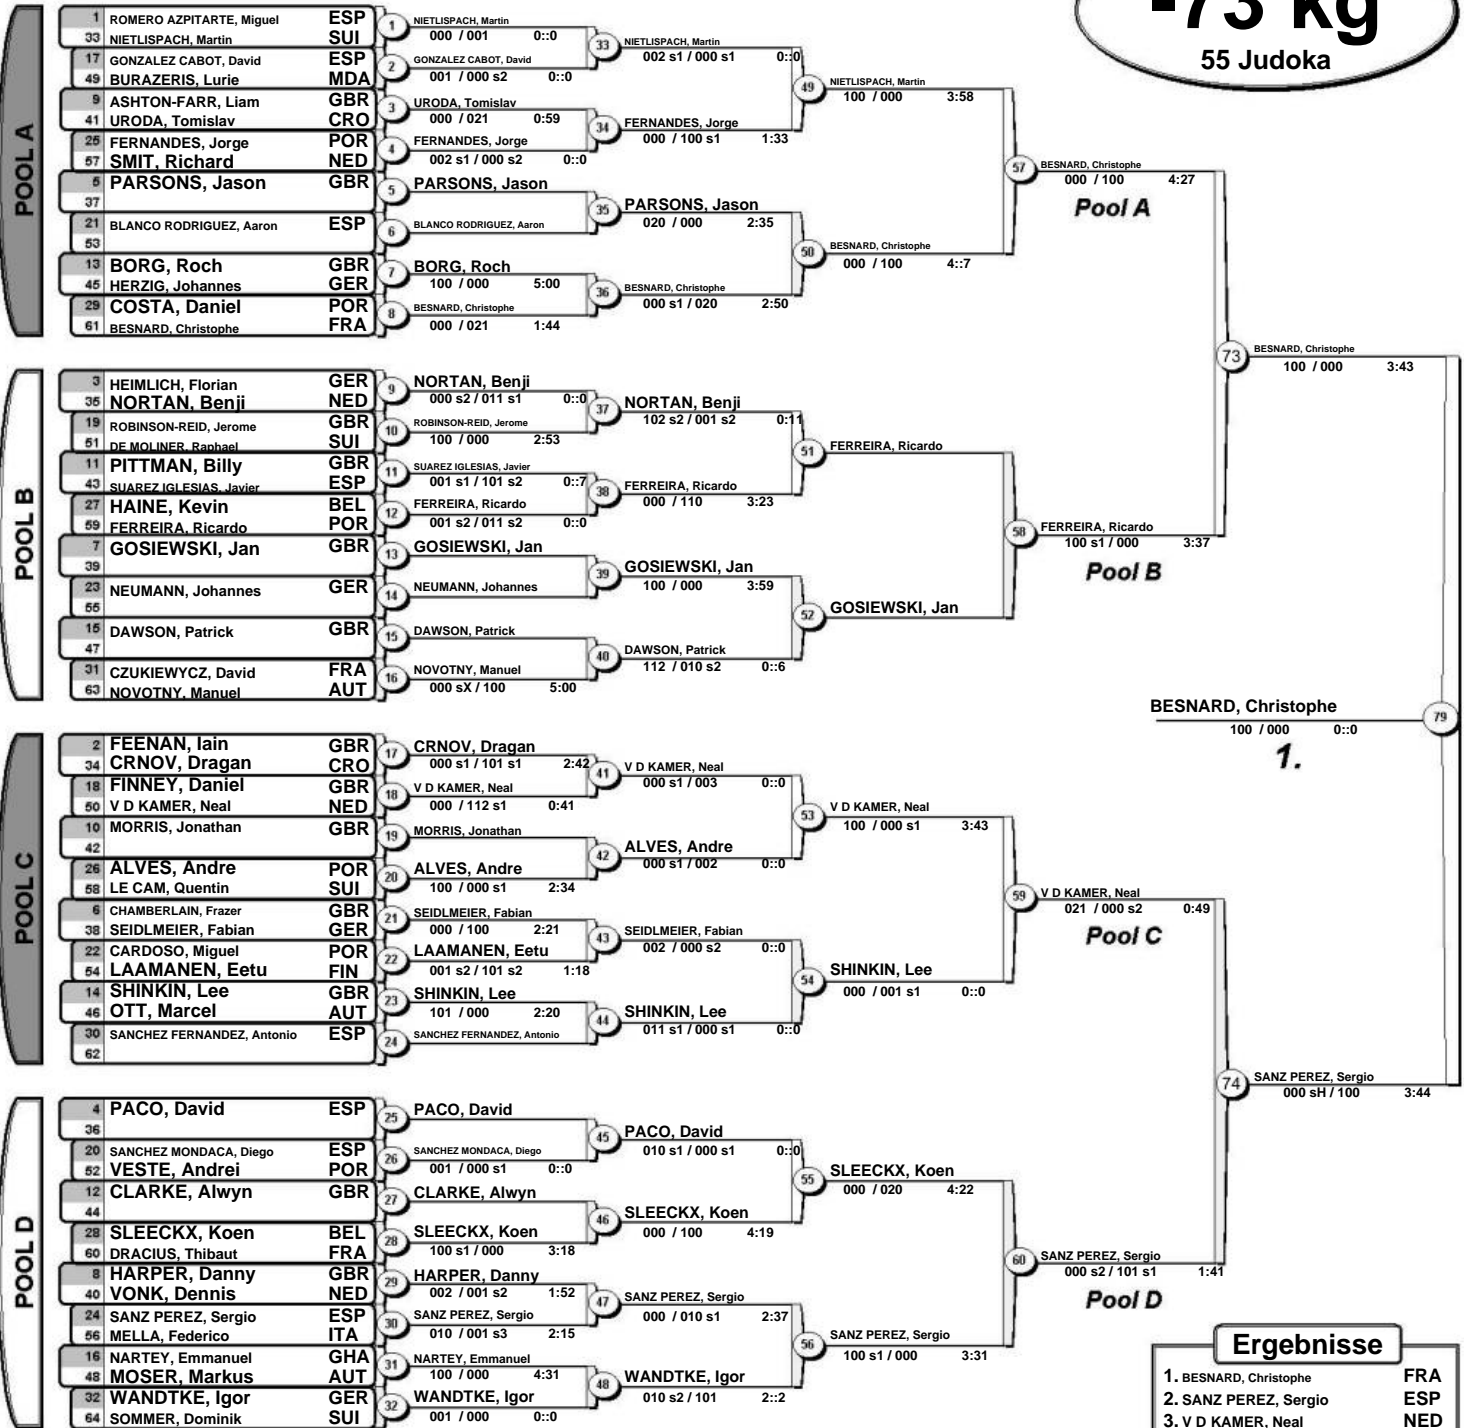 -73 kg
55 Judoka
POOL A
1 ROMERO AZPITARTE, Miguel ESP
33 NIETLISPACH, Martin SUI
17 GONZALEZ CABOT, David ESP
49 BURAZERIS, Lurie MDA
9 ASHTON-FARR, Liam GBR
41 URODA, Tomislav CRO
25 FERNANDES, Jorge POR
57 SMIT, Richard NED
5 PARSONS, Jason GBR
37
21 BLANCO RODRIGUEZ, Aaron ESP
53
13 BORG, Roch GBR
45 HERZIG, Johannes GER
29 COSTA, Daniel POR
61 BESNARD, Christophe FRA
1 NIETLISPACH, Martin
000 / 001 0::0
2 GONZALEZ CABOT, David
001 / 000 s2 0::0
3 URODA, Tomislav
000 / 021 0:59
4 FERNANDES, Jorge
002 s1 / 000 s2 0::0
5 PARSONS, Jason
6 BLANCO RODRIGUEZ, Aaron
7 BORG, Roch
100 / 000 5:00
8 BESNARD, Christophe
000 / 021 1:44
33 NIETLISPACH, Martin
002 s1 / 000 s1 0::0
34 FERNANDES, Jorge
000 / 100 s1 1:33
35 PARSONS, Jason
020 / 000 2:35
36 BESNARD, Christophe
000 s1 / 020 2:50
49 NIETLISPACH, Martin
100 / 000 3:58
50 BESNARD, Christophe
000 / 100 4::7
57 BESNARD, Christophe
000 / 100 4:27
Pool A
POOL B
3 HEIMLICH, Florian GER
35 NORTAN, Benji NED
19 ROBINSON-REID, Jerome GBR
51 DE MOLINER, Raphael SUI
11 PITTMAN, Billy GBR
43 SUAREZ IGLESIAS, Javier ESP
27 HAINE, Kevin BEL
59 FERREIRA, Ricardo POR
7 GOSIEWSKI, Jan GBR
39
23 NEUMANN, Johannes GER
55
15 DAWSON, Patrick GBR
47
31 CZUKIEWYCZ, David FRA
63 NOVOTNY, Manuel AUT
9 NORTAN, Benji
000 s2 / 011 s1 0::0
10 ROBINSON-REID, Jerome
100 / 000 2:53
11 SUAREZ IGLESIAS, Javier
001 s1 / 101 s2 0::7
12 FERREIRA, Ricardo
001 s2 / 011 s2 0::0
13 GOSIEWSKI, Jan
14 NEUMANN, Johannes
15 DAWSON, Patrick
16 NOVOTNY, Manuel
000 sX / 100 5:00
37 NORTAN, Benji
102 s2 / 001 s2 0:11
38 FERREIRA, Ricardo
000 / 110 3:23
39 GOSIEWSKI, Jan
100 / 000 3:59
40 DAWSON, Patrick
112 / 010 s2 0::6
51 FERREIRA, Ricardo
52 GOSIEWSKI, Jan
58 FERREIRA, Ricardo
100 s1 / 000 3:37
Pool B
73 BESNARD, Christophe
100 / 000 3:43
BESNARD, Christophe 79
100 / 000 0::0
1.
POOL C
2 FEENAN, Iain GBR
34 CRNOV, Dragan CRO
18 FINNEY, Daniel GBR
50 V D KAMER, Neal NED
10 MORRIS, Jonathan GBR
42
26 ALVES, Andre POR
58 LE CAM, Quentin SUI
6 CHAMBERLAIN, Frazer GBR
38 SEIDLMEIER, Fabian GER
22 CARDOSO, Miguel POR
54 LAAMANEN, Eetu FIN
14 SHINKIN, Lee GBR
46 OTT, Marcel AUT
30 SANCHEZ FERNANDEZ, Antonio ESP
62
17 CRNOV, Dragan
000 s1 / 101 s1 2:42
18 V D KAMER, Neal
000 / 112 s1 0:41
19 MORRIS, Jonathan
20 ALVES, Andre
100 / 000 s1 2:34
21 SEIDLMEIER, Fabian
000 / 100 2:21
22 LAAMANEN, Eetu
001 s2 / 101 s2 1:18
23 SHINKIN, Lee
101 / 000 2:20
24 SANCHEZ FERNANDEZ, Antonio
41 V D KAMER, Neal
000 s1 / 003 0::0
42 ALVES, Andre
000 s1 / 002 0::0
43 SEIDLMEIER, Fabian
002 / 000 s2 0::0
44 SHINKIN, Lee
011 s1 / 000 s1 0::0
53 V D KAMER, Neal
100 / 000 s1 3:43
54 SHINKIN, Lee
000 / 001 s1 0::0
59 V D KAMER, Neal
021 / 000 s2 0:49
Pool C
74 SANZ PEREZ, Sergio
000 sH / 100 3:44
POOL D
4 PACO, David ESP
36
20 SANCHEZ MONDACA, Diego ESP
52 VESTE, Andrei POR
12 CLARKE, Alwyn GBR
44
28 SLEECKX, Koen BEL
60 DRACIUS, Thibaut FRA
8 HARPER, Danny GBR
40 VONK, Dennis NED
24 SANZ PEREZ, Sergio ESP
56 MELLA, Federico ITA
16 NARTEY, Emmanuel GHA
48 MOSER, Markus AUT
32 WANDTKE, Igor GER
64 SOMMER, Dominik SUI
25 PACO, David
26 SANCHEZ MONDACA, Diego
001 / 000 s1 0::0
27 CLARKE, Alwyn
28 SLEECKX, Koen
100 s1 / 000 3:18
29 HARPER, Danny
002 / 001 s2 1:52
30 SANZ PEREZ, Sergio
010 / 001 s3 2:15
31 NARTEY, Emmanuel
100 / 000 4:31
32 WANDTKE, Igor
001 / 000 0::0
45 PACO, David
010 s1 / 000 s1 0::0
46 SLEECKX, Koen
000 / 100 4:19
47 SANZ PEREZ, Sergio
000 / 010 s1 2:37
48 WANDTKE, Igor
010 s2 / 101 2::2
55 SLEECKX, Koen
000 / 020 4:22
56 SANZ PEREZ, Sergio
100 s1 / 000 3:31
60 SANZ PEREZ, Sergio
000 s2 / 101 s1 1:41
Pool D
Ergebnisse
1. BESNARD, Christophe FRA
2. SANZ PEREZ, Sergio ESP
3. V D KAMER, Neal NED